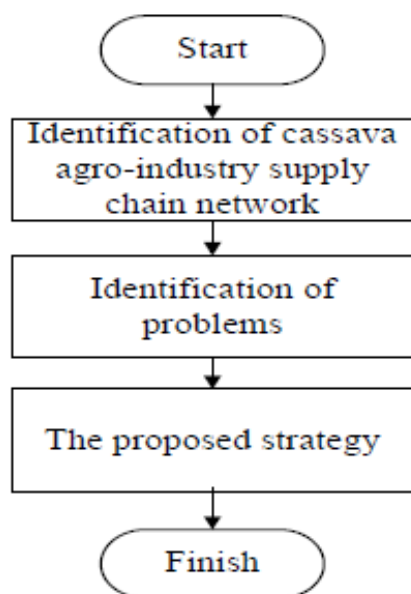 Start
Identification of cassava
agro-industry supply
chain network
Identification of
problems
The proposed strategy
Finish